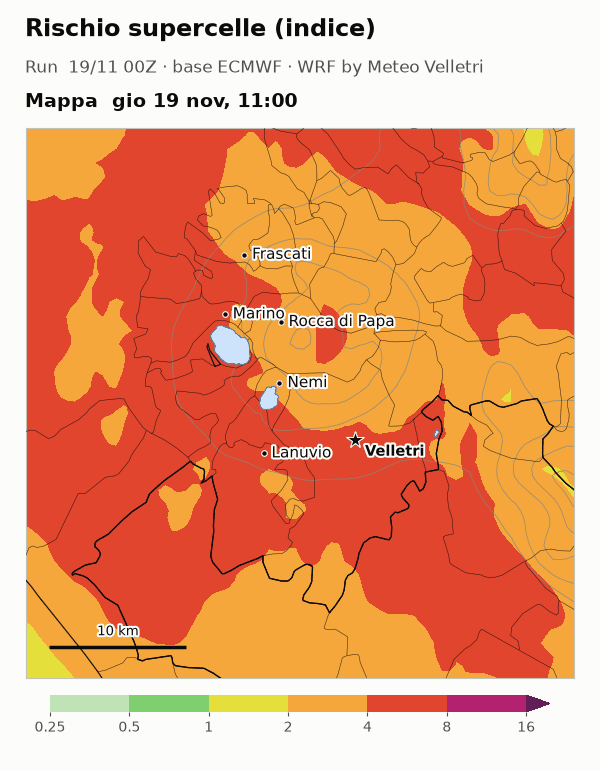 Rischio supercelle (indice)
Run  19/11 00Z · base ECMWF · WRF by Meteo Velletri
Mappa  gio 19 nov, 11:00
Frascati
Marino
Rocca di Papa
Nemi
Velletri
Lanuvio
10 km
0.25 0.5 1 2 4 8 16